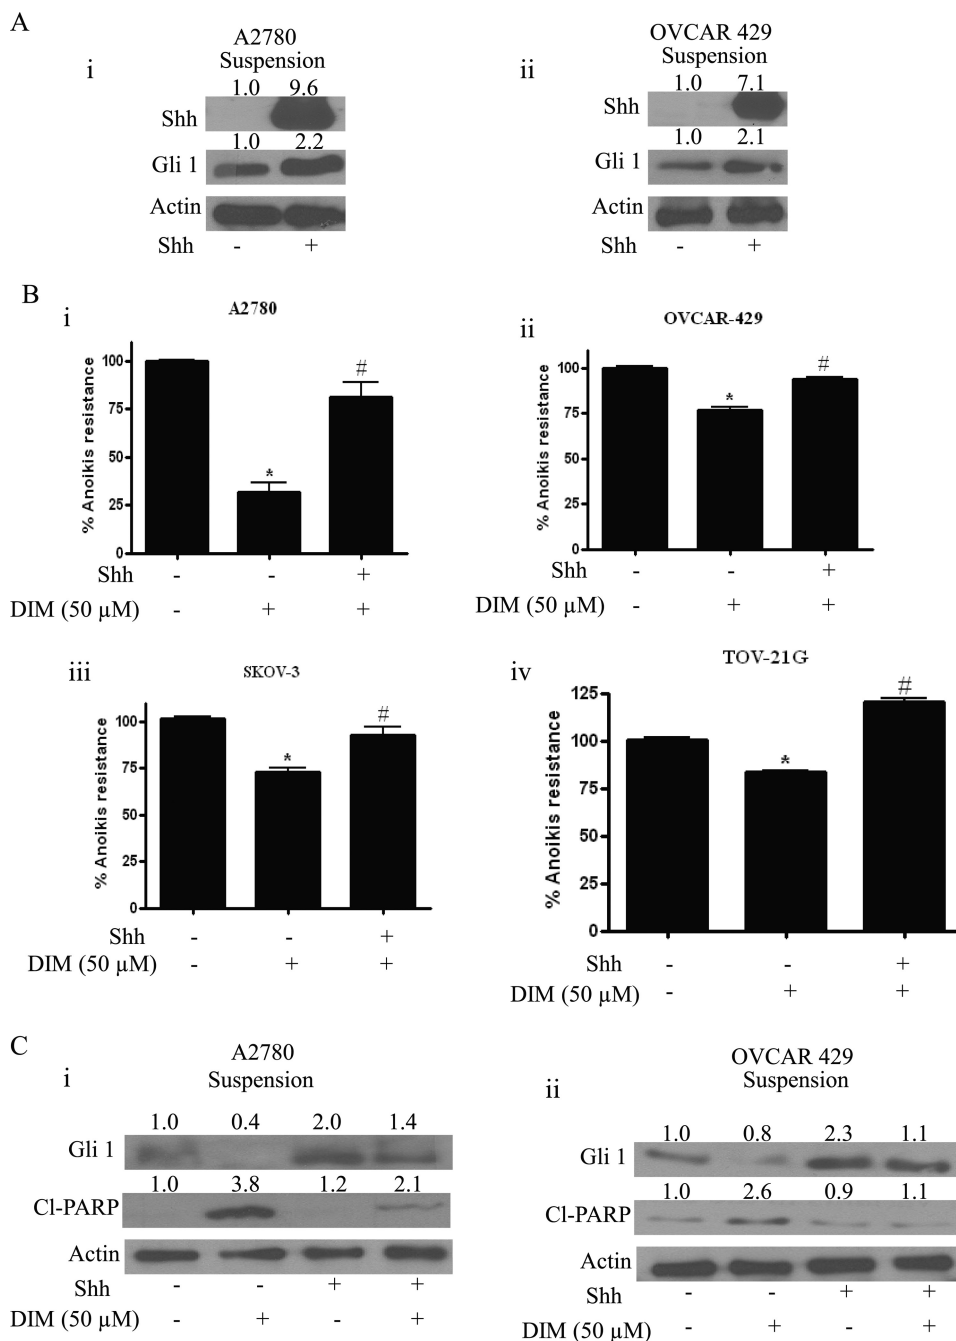 A
A2780
Suspension
i
1.0 9.6
Shh
1.0 2.2
Gli 1
Actin
Shh - +
OVCAR 429
Suspension
ii
1.0 7.1
Shh
1.0 2.1
Gli 1
Actin
Shh - +
B
i
A2780
% Anoikis resistance
100
75
50
25
0
*
#
Shh - - +
DIM (50 µM) - + +
ii
OVCAR-429
% Anoikis resistance
100
75
50
25
0
*
#
Shh - - +
DIM (50 µM) - + +
iii
SKOV-3
% Anoikis resistance
100
75
50
25
0
*
#
Shh - - +
DIM (50 µM) - + +
iv
TOV-21G
% Anoikis resistance
125
100
75
50
25
0
*
#
Shh - - +
DIM (50 µM) - + +
C
i
A2780
Suspension
1.0 0.4 2.0 1.4
Gli 1
1.0 3.8 1.2 2.1
Cl-PARP
Actin
Shh - - + +
DIM (50 µM) - + - +
ii
OVCAR 429
Suspension
1.0 0.8 2.3 1.1
Gli 1
1.0 2.6 0.9 1.1
Cl-PARP
Actin
Shh - - + +
DIM (50 µM) - + - +